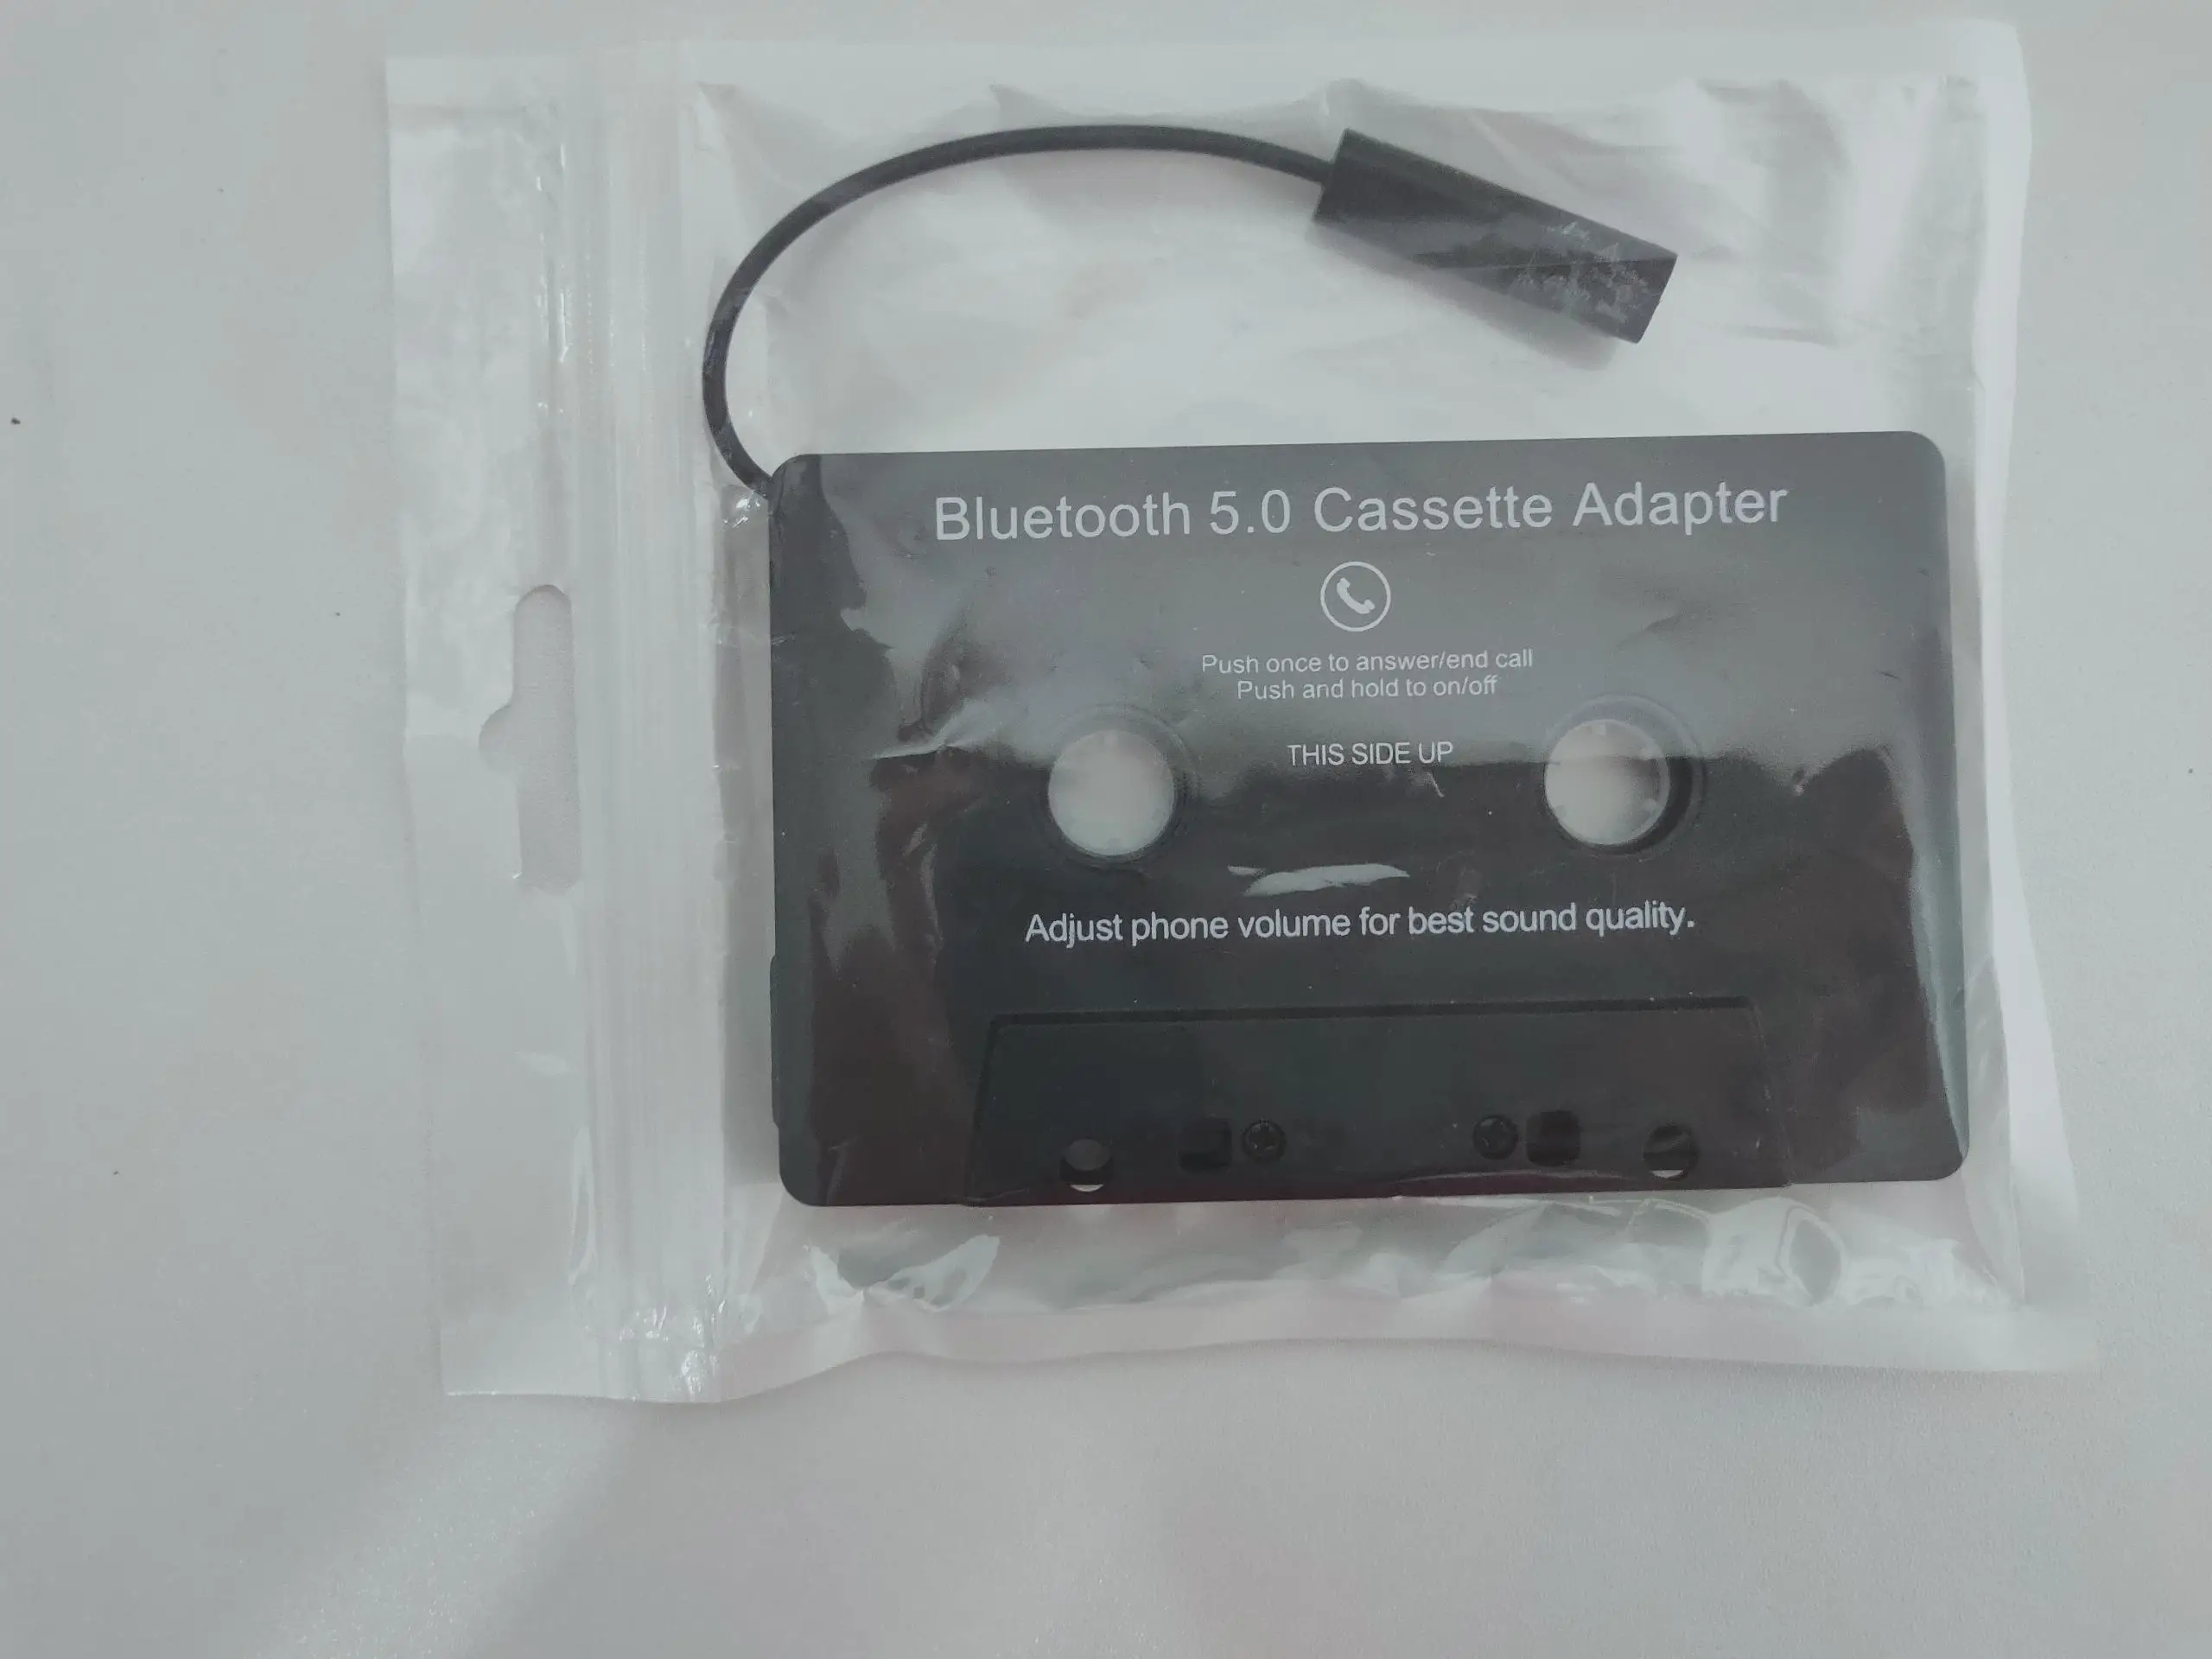 Bluetooth 5.0 Cassette Adapter
Push once to answer/end call
Push and hold to on/off
THIS SIDE UP
Adjust phone volume for best sound quality.